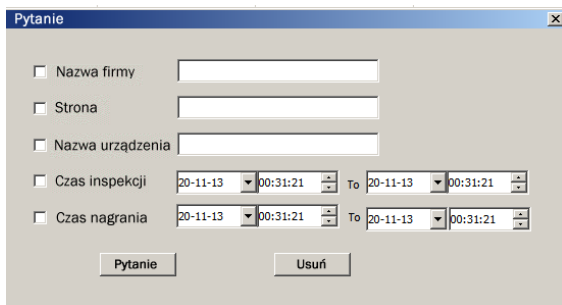 Pytanie
Nazwa firmy
Strona
Nazwa urządzenia
Czas inspekcji 20-11-13 00:31:21 To 20-11-13 00:31:21
Czas nagrania 20-11-13 00:31:21 To 20-11-13 00:31:21
Pytanie Usuń